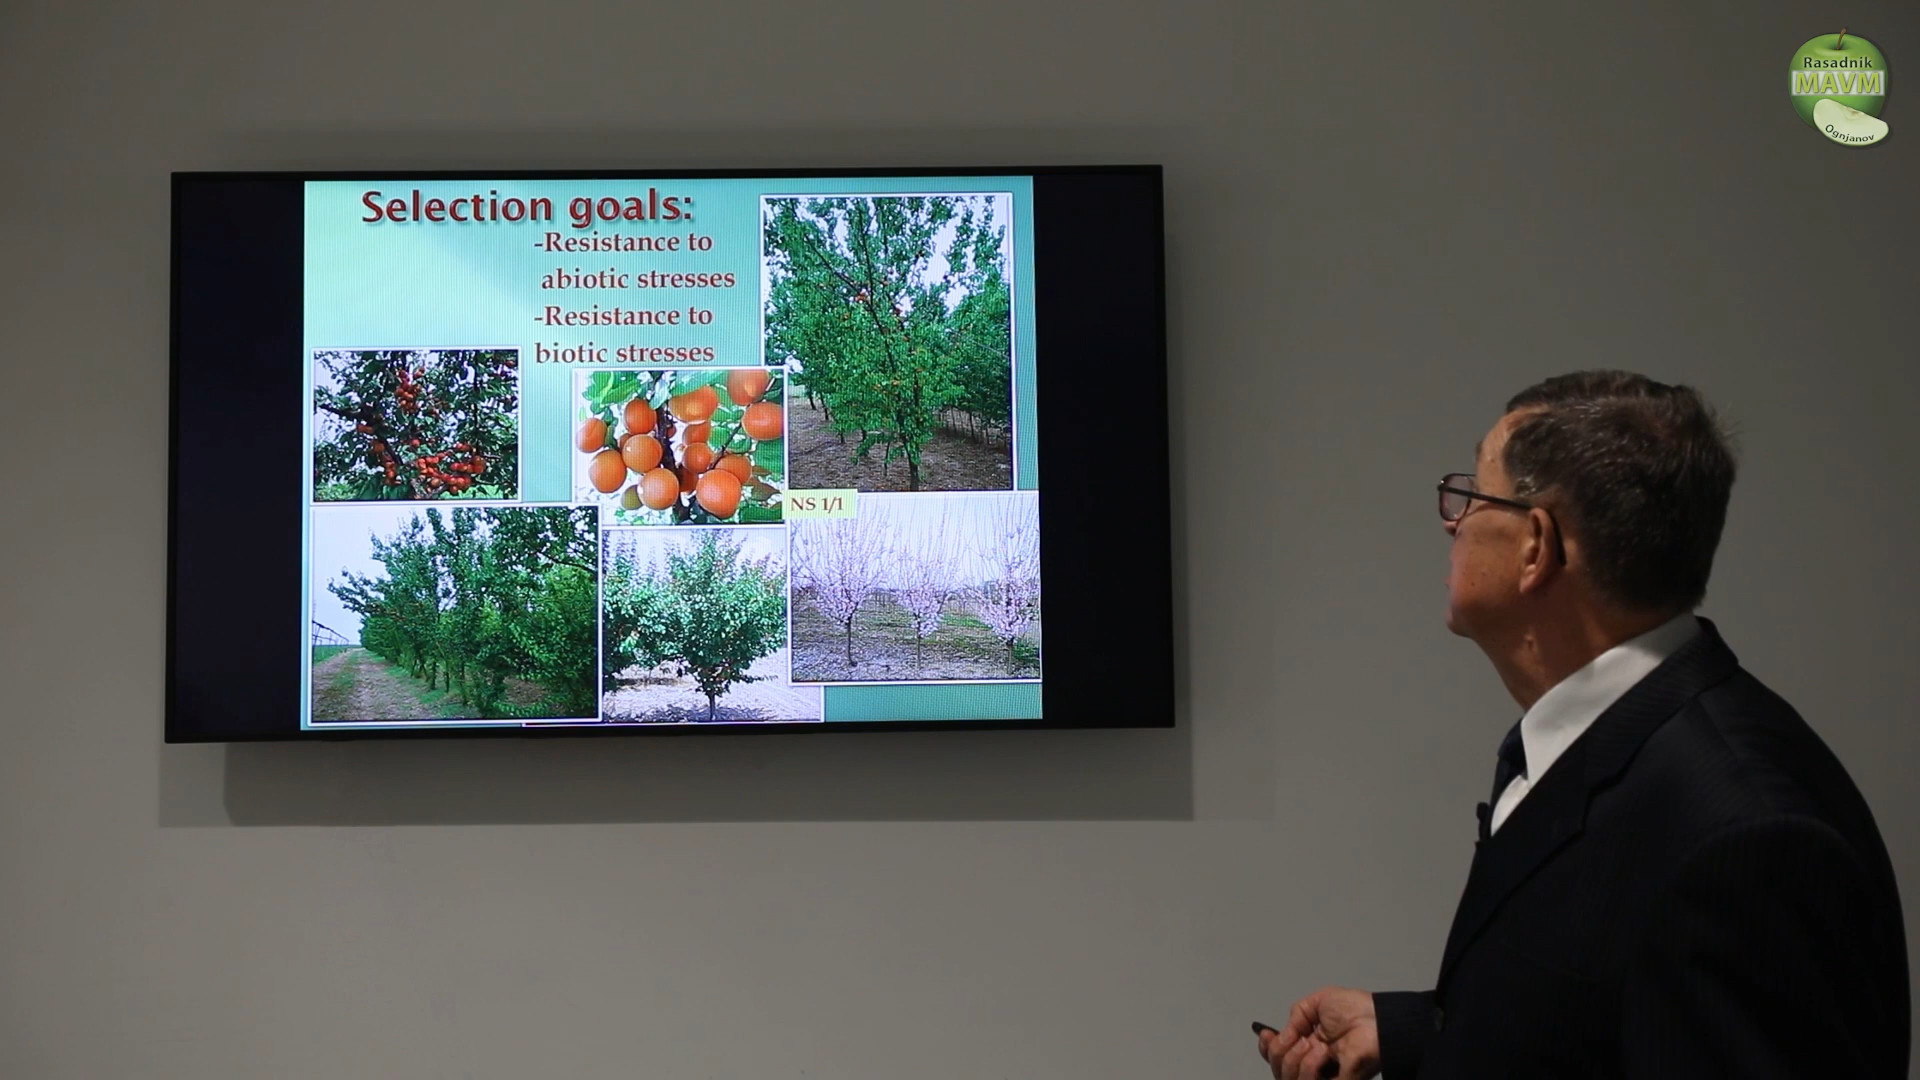 Rasadnik
MAVM
Ognjanov
Selection goals:
-Resistance to
abiotic stresses
-Resistance to
biotic stresses
NS 1/1